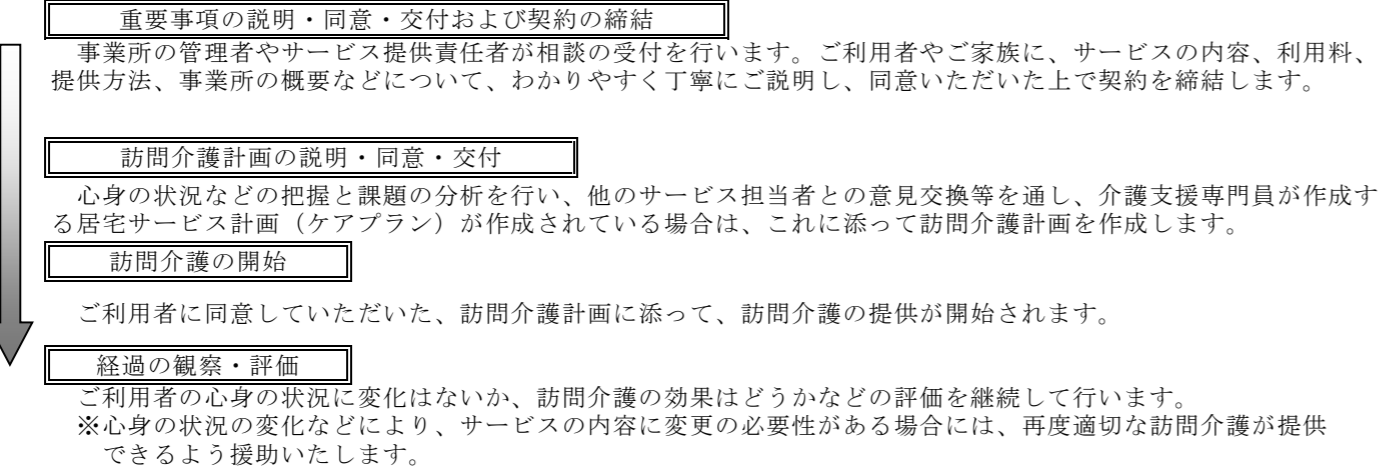 重要事項の説明・同意・交付および契約の締結
事業所の管理者やサービス提供責任者が相談の受付を行います。ご利用者やご家族に、サービスの内容、利用料、
提供方法、事業所の概要などについて、わかりやすく丁寧にご説明し、同意いただいた上で契約を締結します。
訪問介護計画の説明・同意・交付
心身の状況などの把握と課題の分析を行い、他のサービス担当者との意見交換等を通し、介護支援専門員が作成す
る居宅サービス計画（ケアプラン）が作成されている場合は、これに添って訪問介護計画を作成します。
訪問介護の開始
ご利用者に同意していただいた、訪問介護計画に添って、訪問介護の提供が開始されます。
経過の観察・評価
ご利用者の心身の状況に変化はないか、訪問介護の効果はどうかなどの評価を継続して行います。
※心身の状況の変化などにより、サービスの内容に変更の必要性がある場合には、再度適切な訪問介護が提供
できるよう援助いたします。